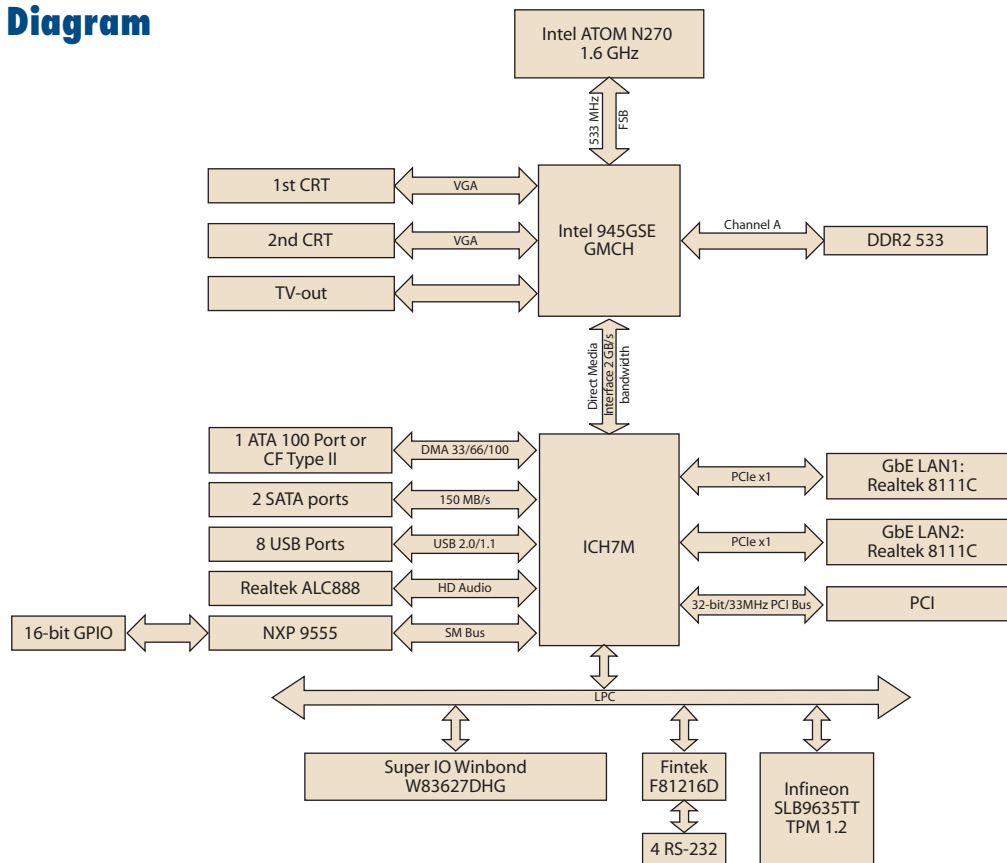 Diagram
Intel ATOM N270
1.6 GHz
533 MHz
FSB
1st CRT
VGA
2nd CRT
VGA
TV-out
Intel 945GSE
GMCH
Channel A
DDR2 533
Direct Media
Interface 2 GB/s
bandwidth
1 ATA 100 Port or
CF Type II
DMA 33/66/100
2 SATA ports
150 MB/s
8 USB Ports
USB 2.0/1.1
Realtek ALC888
HD Audio
16-bit GPIO
NXP 9555
SM Bus
ICH7M
PCIe x1
GbE LAN1:
Realtek 8111C
PCIe x1
GbE LAN2:
Realtek 8111C
32-bit/33MHz PCI Bus
PCI
LPC
Super IO Winbond
W83627DHG
Fintek
F81216D
4 RS-232
Infineon
SLB9635TT
TPM 1.2